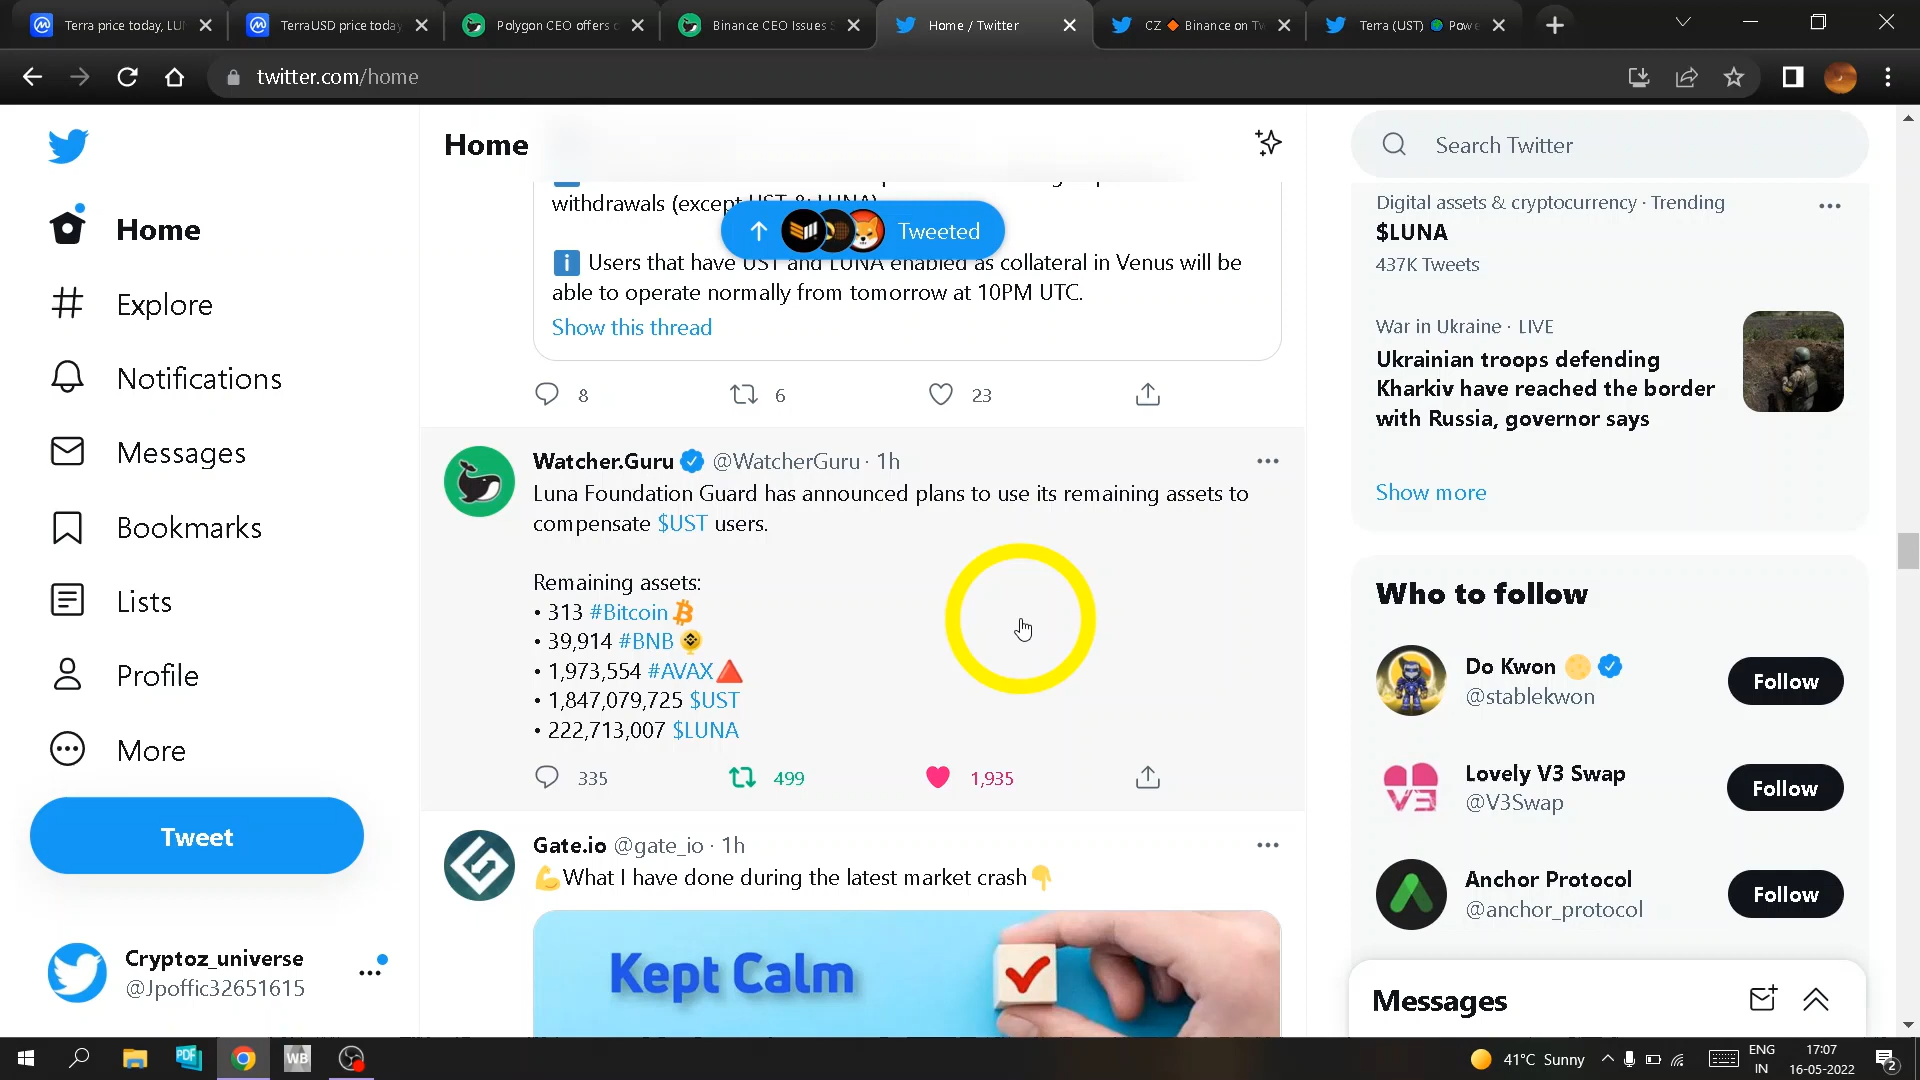 Terra price today, LUN
TerraUSD price today,
Polygon CEO offers
Binance CEO Issues S
Home / Twitter
CZ 🔶 Binance on Tw
Terra (UST) 🌍 Powe
twitter.com/home
Home
Explore
Notifications
Messages
Bookmarks
Lists
Profile
More
Tweet
Cryptoz_universe
@Jpoffic32651615
Home
withdrawals (except UST & LUNA)
Tweeted
ℹ️ Users that have UST and LUNA enabled as collateral in Venus will be
able to operate normally from tomorrow at 10PM UTC.
Show this thread
8 6 23
Watcher.Guru @WatcherGuru · 1h
Luna Foundation Guard has announced plans to use its remaining assets to
compensate $UST users.
Remaining assets:
• 313 #Bitcoin
• 39,914 #BNB
• 1,973,554 #AVAX🔺
• 1,847,079,725 $UST
• 222,713,007 $LUNA
335 499 1,935
Gate.io @gate_io · 1h
💪What I have done during the latest market crash👇
Kept Calm
Search Twitter
Digital assets & cryptocurrency · Trending
$LUNA
437K Tweets
War in Ukraine · LIVE
Ukrainian troops defending
Kharkiv have reached the border
with Russia, governor says
Show more
Who to follow
Do Kwon 🌕
@stablekwon
Follow
Lovely V3 Swap
@V3Swap
Follow
Anchor Protocol
@anchor_protocol
Follow
Messages
PDF
WB
41°C Sunny
ENG
IN
17:07
16-05-2022
2